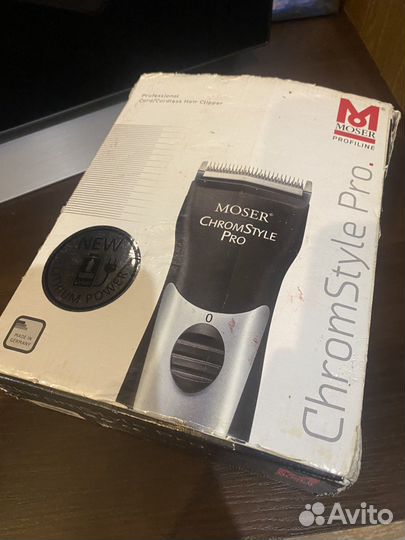 Professional
Cord/Cordless Hair Clipper
MOSER
PROFILINE
ChromStyle Pro.
MOSER®
CHROMSTYLE
PRO
0
NEW
LITHIUM POWER
MADE IN
GERMANY
Avito